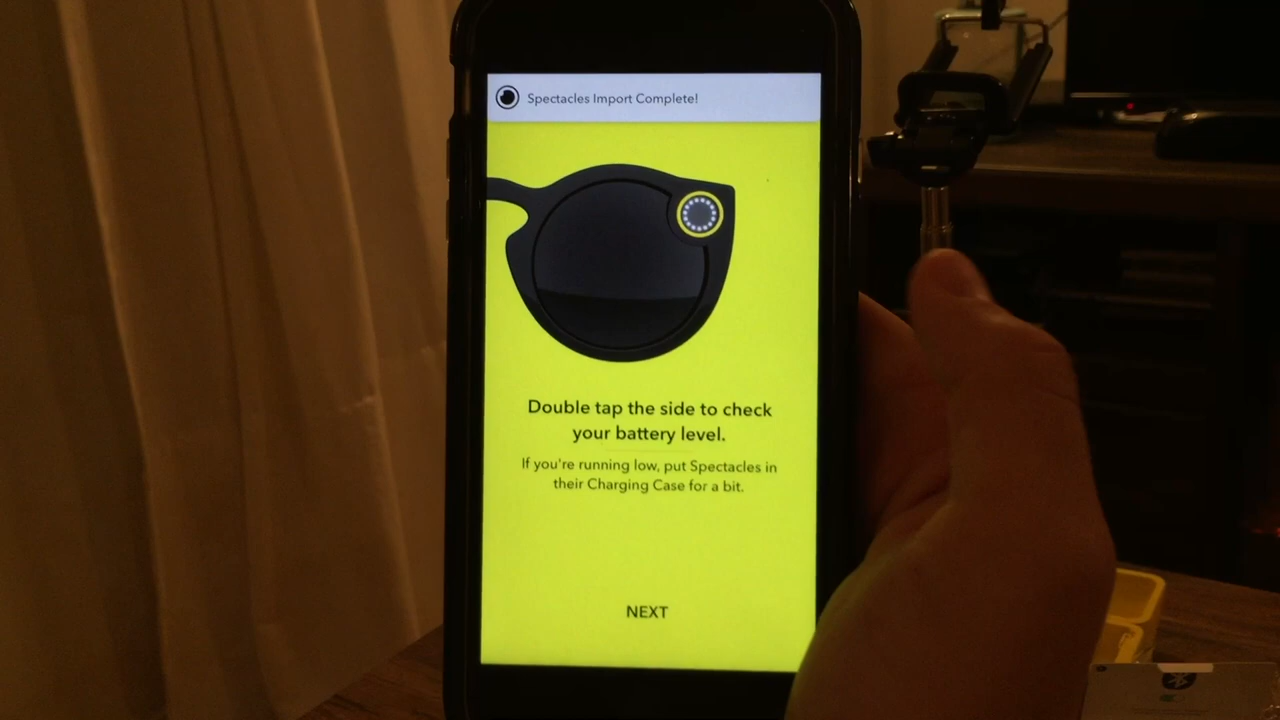 Spectacles Import Complete!
Double tap the side to check
your battery level.
If you're running low, put Spectacles in
their Charging Case for a bit.
NEXT